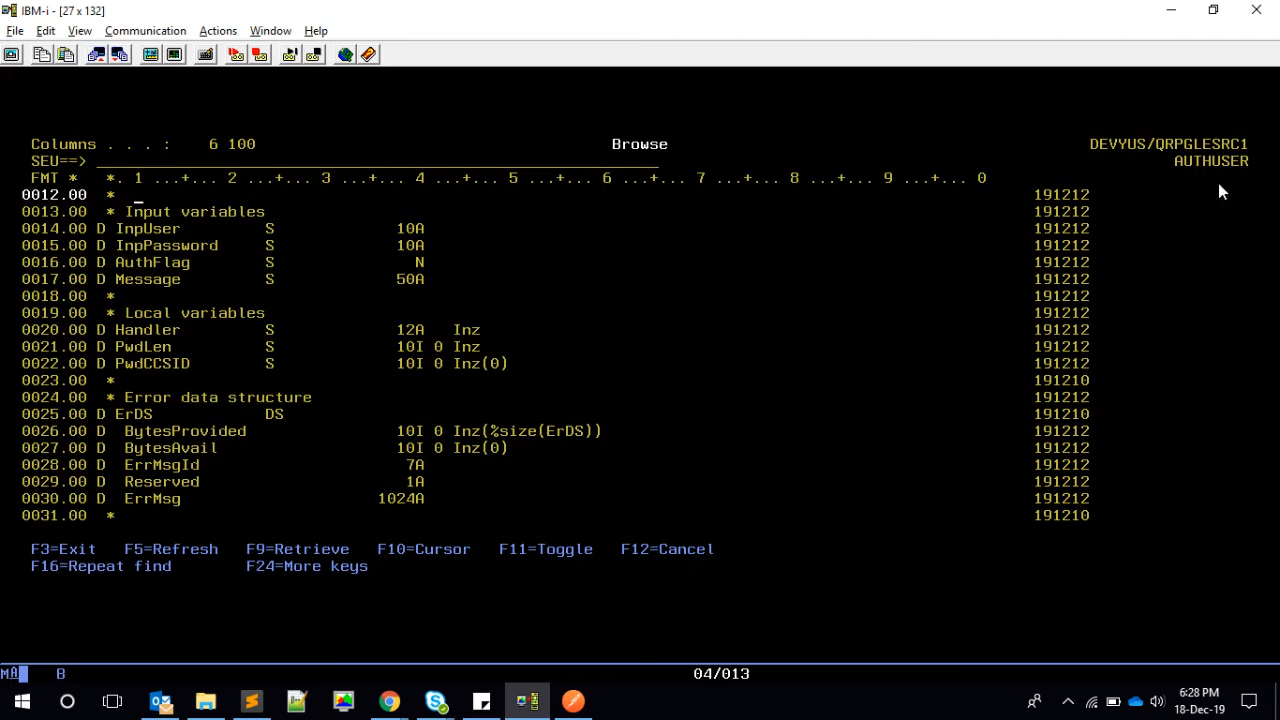 IBM-i - [27 x 132]
File Edit View Communication Actions Window Help
Columns . . . : 6 100 Browse DEVYUS/QRPGLESRC1
SEU==> AUTHUSER
FMT * *. 1 ...+... 2 ...+... 3 ...+... 4 ...+... 5 ...+... 6 ...+... 7 ...+... 8 ...+... 9 ...+... 0
0012.00 * 191212
0013.00 * Input variables 191212
0014.00 D InpUser S 10A 191212
0015.00 D InpPassword S 10A 191212
0016.00 D AuthFlag S N 191212
0017.00 D Message S 50A 191212
0018.00 * 191212
0019.00 * Local variables 191212
0020.00 D Handler S 12A Inz 191212
0021.00 D PwdLen S 10I 0 Inz 191212
0022.00 D PwdCCSID S 10I 0 Inz(0) 191212
0023.00 * 191210
0024.00 * Error data structure 191212
0025.00 D ErDS DS 191210
0026.00 D BytesProvided 10I 0 Inz(%size(ErDS)) 191212
0027.00 D BytesAvail 10I 0 Inz(0) 191212
0028.00 D ErrMsgId 7A 191212
0029.00 D Reserved 1A 191212
0030.00 D ErrMsg 1024A 191212
0031.00 * 191210
F3=Exit F5=Refresh F9=Retrieve F10=Cursor F11=Toggle F12=Cancel
F16=Repeat find F24=More keys
MA B 04/013
6:28 PM
18-Dec-19